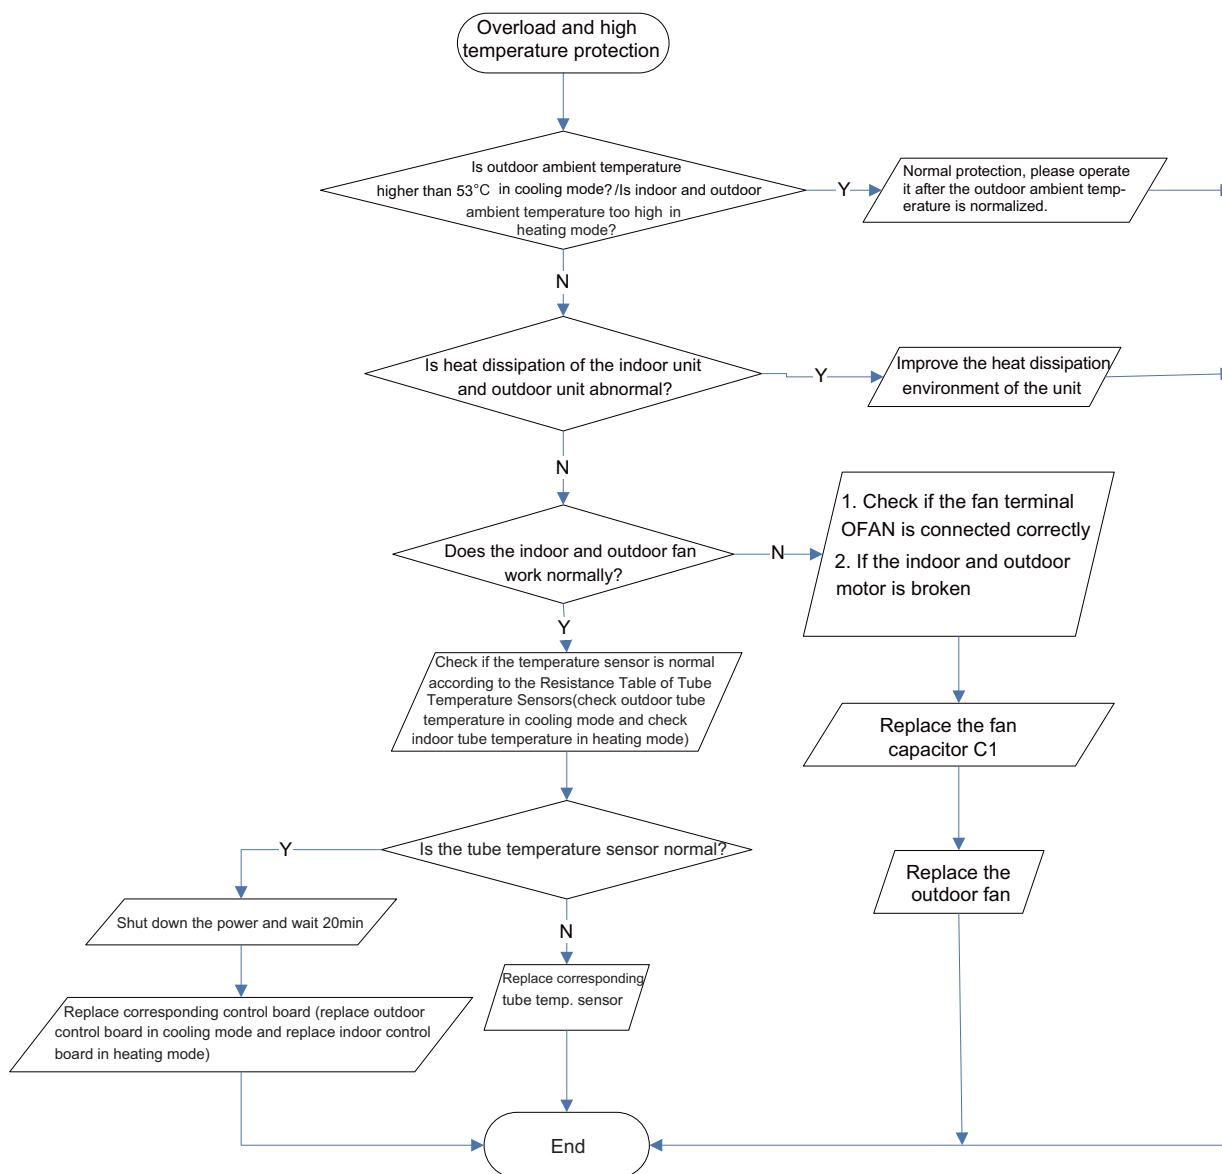 Overload and high
temperature protection
Is outdoor ambient temperature
higher than 53°C in cooling mode?/Is indoor and outdoor
ambient temperature too high in
heating mode?
Y
Normal protection, please operate
it after the outdoor ambient temp-
erature is normalized.
N
Is heat dissipation of the indoor unit
and outdoor unit abnormal?
Y
Improve the heat dissipation
environment of the unit
N
Does the indoor and outdoor fan
work normally?
N
1. Check if the fan terminal
OFAN is connected correctly
2. If the indoor and outdoor
motor is broken
Y
Check if the temperature sensor is normal
according to the Resistance Table of Tube
Temperature Sensors(check outdoor tube
temperature in cooling mode and check
indoor tube temperature in heating mode)
Replace the fan
capacitor C1
Is the tube temperature sensor normal?
Y
Replace the
outdoor fan
Shut down the power and wait 20min
N
Replace corresponding
tube temp. sensor
Replace corresponding control board (replace outdoor
control board in cooling mode and replace indoor control
board in heating mode)
End